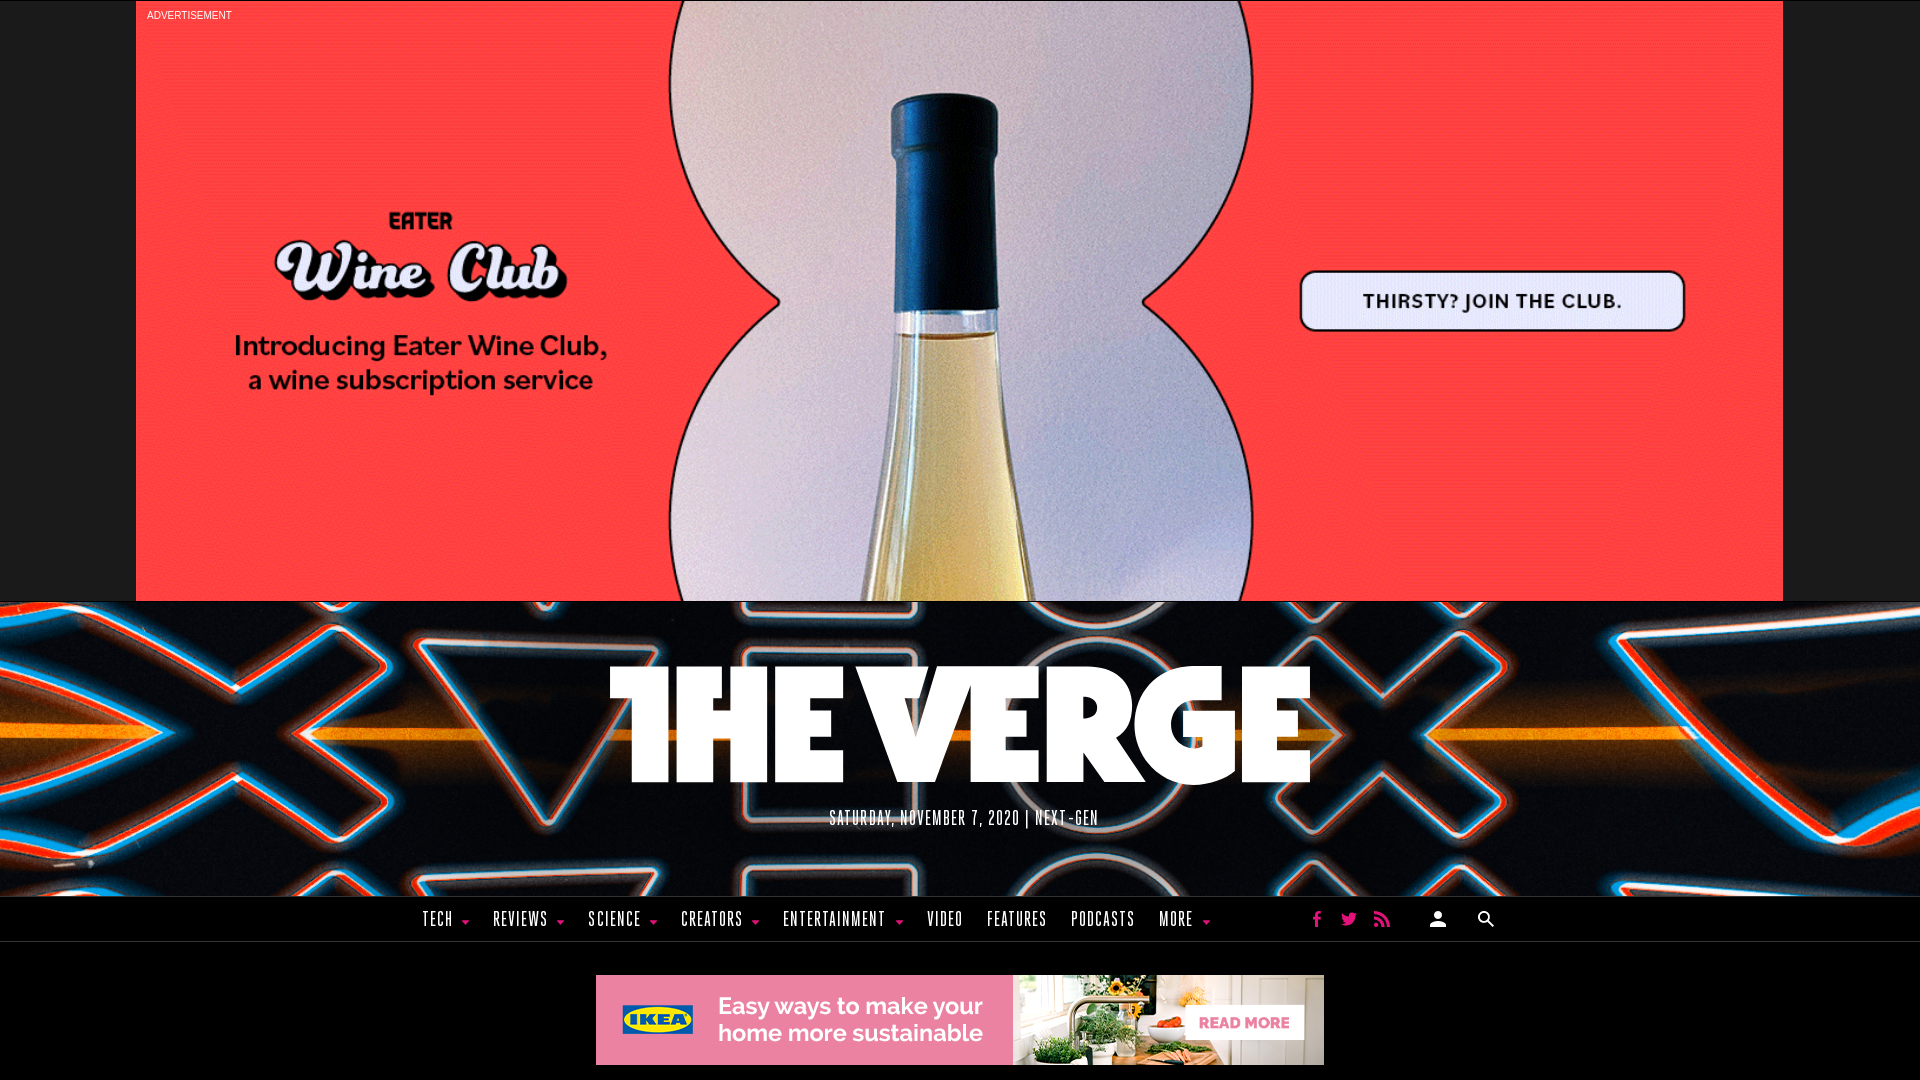 ADVERTISEMENT
EATER
Wine Club
Introducing Eater Wine Club,
a wine subscription service
THIRSTY? JOIN THE CLUB.
THE VERGE
SATURDAY, NOVEMBER 7, 2020 | NEXT-GEN
TECH REVIEWS SCIENCE CREATORS ENTERTAINMENT VIDEO FEATURES PODCASTS MORE
IKEA
Easy ways to make your
home more sustainable
READ MORE